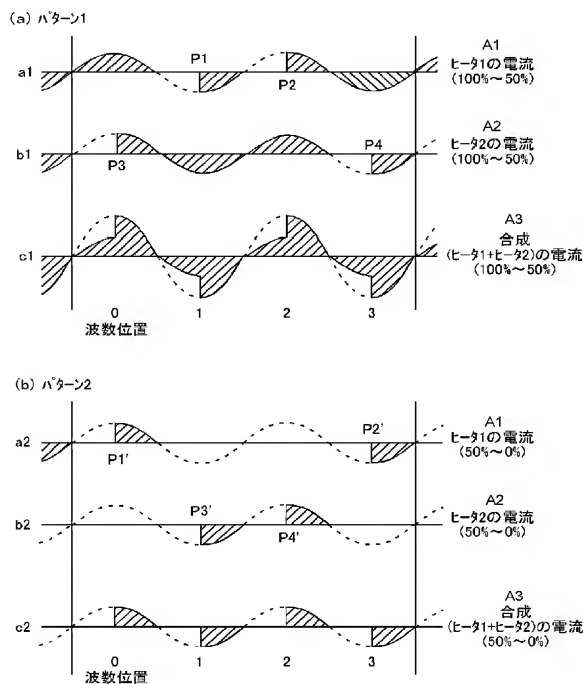 (a) パターン1
A1
P1
P2
a1
ヒータ1の電流
(100%～50%)
A2
P4
b1
ヒータ2の電流
(100%～50%)
P3
A3
合成
c1
(ヒータ1+ヒータ2)の電流
(100%～50%)
0 1 2 3
波数位置
(b) パターン2
A1
P2'
a2
ヒータ1の電流
(50%～0%)
P1'
A2
P3'
b2
ヒータ2の電流
(50%～0%)
P4'
A3
合成
c2
(ヒータ1+ヒータ2)の電流
(50%～0%)
0 1 2 3
波数位置